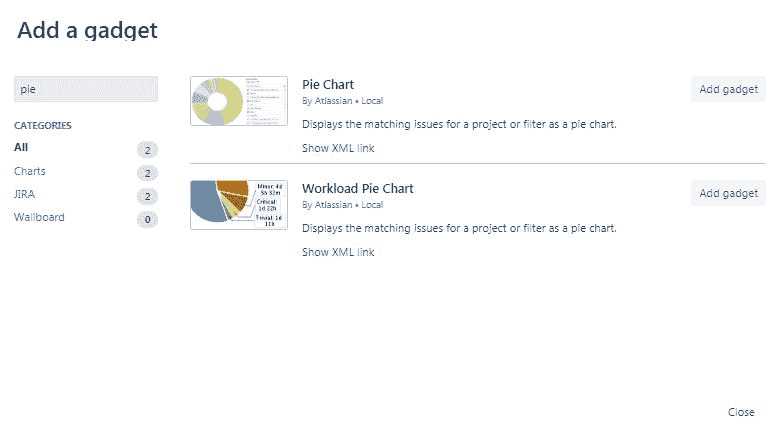 Add a gadget
pie
CATEGORIES
All 2
Charts 2
JIRA 2
Wallboard 0
Pie Chart
By Atlassian • Local
Displays the matching issues for a project or filter as a pie chart.
Show XML link
Add gadget
Minor: 4d
5h 32m
Critical:
1d 22h
Trivial: 1d
11h
Workload Pie Chart
By Atlassian • Local
Displays the matching issues for a project or filter as a pie chart.
Show XML link
Add gadget
Close